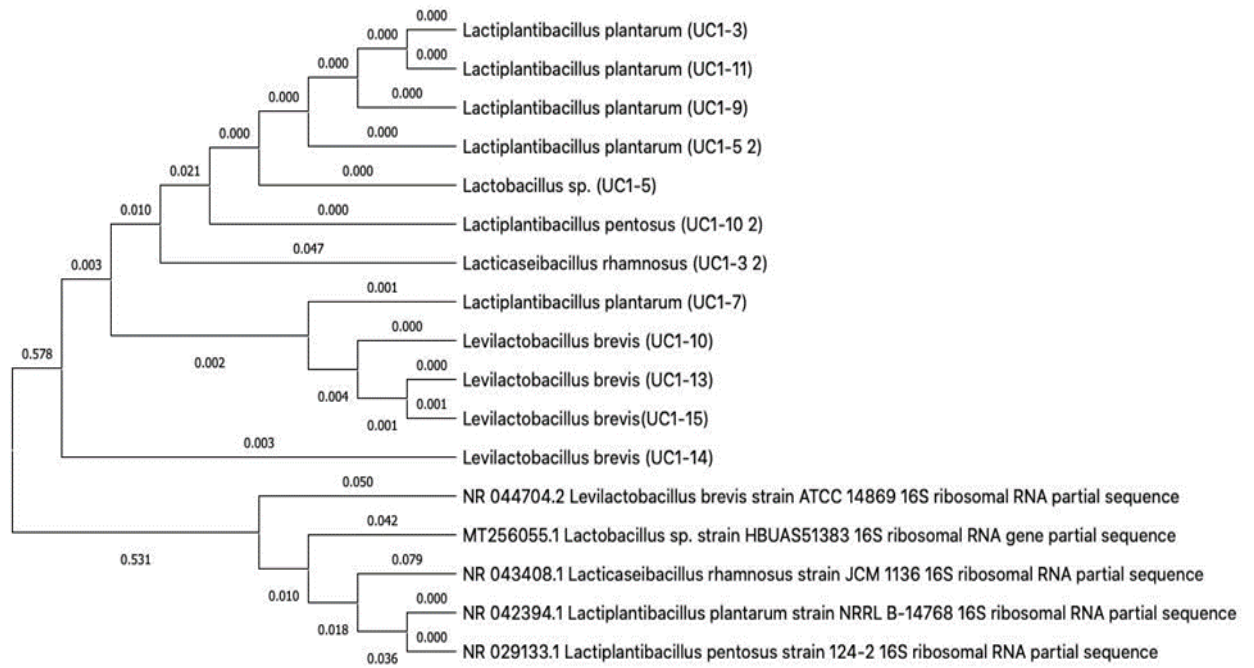 0.000
0.000 Lactiplantibacillus plantarum (UC1-3)
0.000 0.000
Lactiplantibacillus plantarum (UC1-11)
0.000 0.000
Lactiplantibacillus plantarum (UC1-9)
0.000 0.000
Lactiplantibacillus plantarum (UC1-5 2)
0.021 0.000
Lactobacillus sp. (UC1-5)
0.010 0.000
Lactiplantibacillus pentosus (UC1-10 2)
0.003 0.047
Lacticaseibacillus rhamnosus (UC1-3 2)
0.001
Lactiplantibacillus plantarum (UC1-7)
0.578 0.002 0.000
Levilactobacillus brevis (UC1-10)
0.004 0.000
Levilactobacillus brevis (UC1-13)
0.001 0.001
Levilactobacillus brevis(UC1-15)
0.003
Levilactobacillus brevis (UC1-14)
0.050
NR 044704.2 Levilactobacillus brevis strain ATCC 14869 16S ribosomal RNA partial sequence
0.531 0.042
MT256055.1 Lactobacillus sp. strain HBUAS51383 16S ribosomal RNA gene partial sequence
0.010 0.079
NR 043408.1 Lacticaseibacillus rhamnosus strain JCM 1136 16S ribosomal RNA partial sequence
0.018 0.000
NR 042394.1 Lactiplantibacillus plantarum strain NRRL B-14768 16S ribosomal RNA partial sequence
0.036 0.000
NR 029133.1 Lactiplantibacillus pentosus strain 124-2 16S ribosomal RNA partial sequence